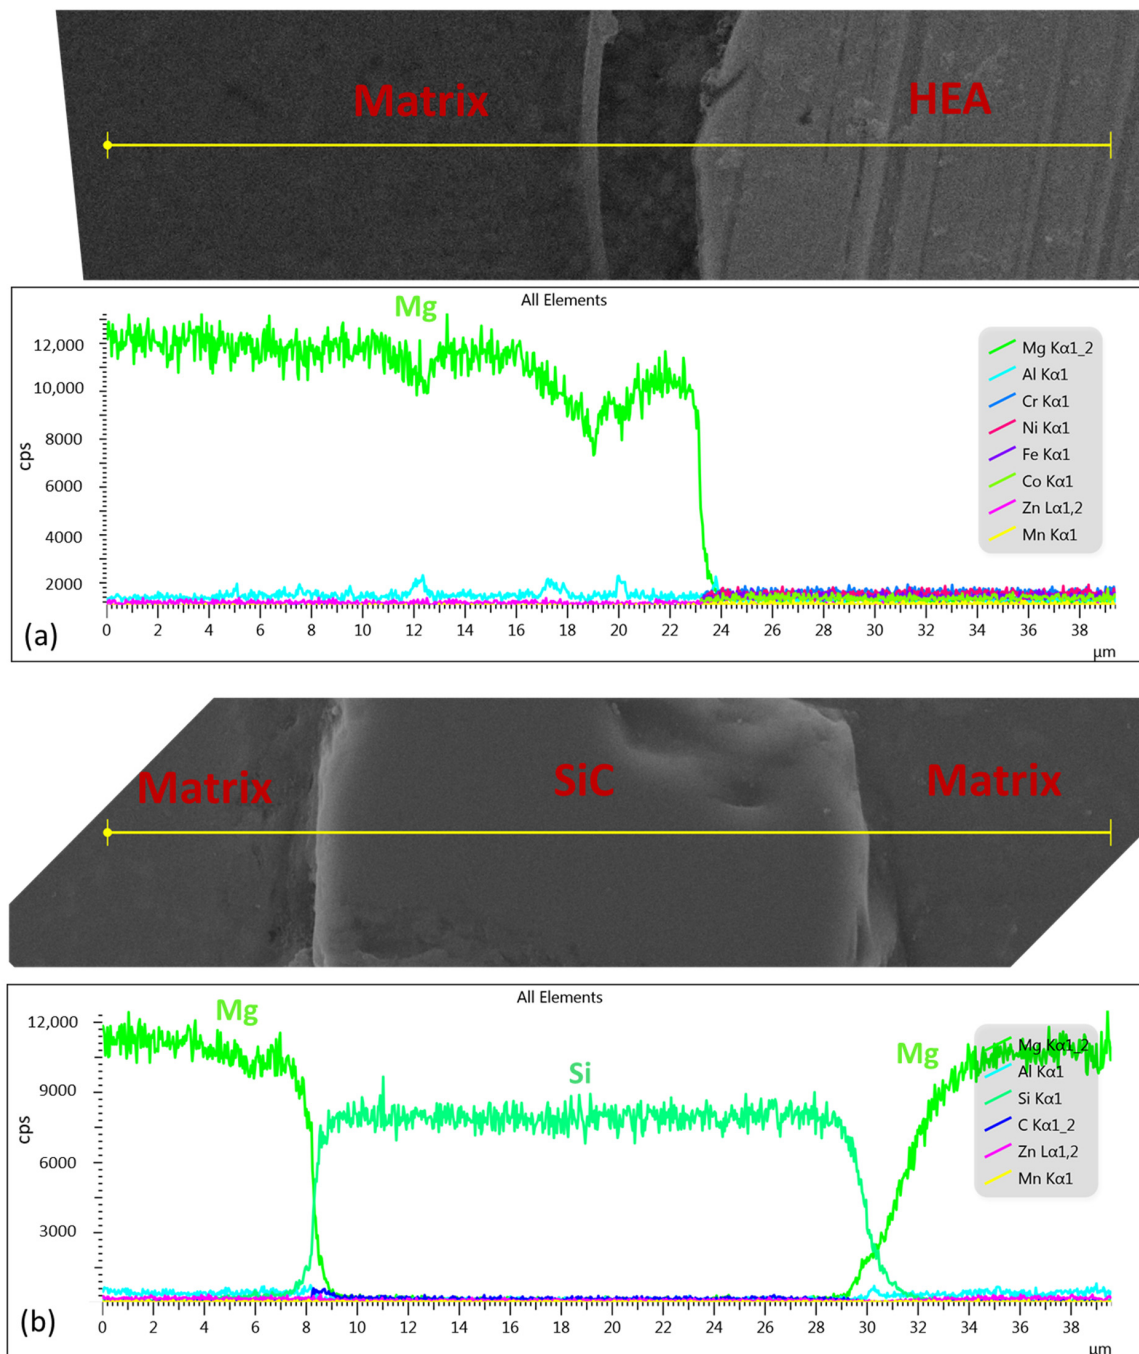 Matrix HEA
All Elements
Mg
12,000
10,000
8000
6000
4000
2000
cps
Mg Kα1_2
Al Kα1
Cr Kα1
Ni Kα1
Fe Kα1
Co Kα1
Zn Lα1,2
Mn Kα1
0 2 4 6 8 10 12 14 16 18 20 22 24 26 28 30 32 34 36 38
µm
(a)
Matrix SiC Matrix
All Elements
Mg
Si
Mg
12,000
9000
6000
3000
cps
Mg Kα1_2
Al Kα1
Si Kα1
C Kα1_2
Zn Lα1,2
Mn Kα1
0 2 4 6 8 10 12 14 16 18 20 22 24 26 28 30 32 34 36 38
µm
(b)